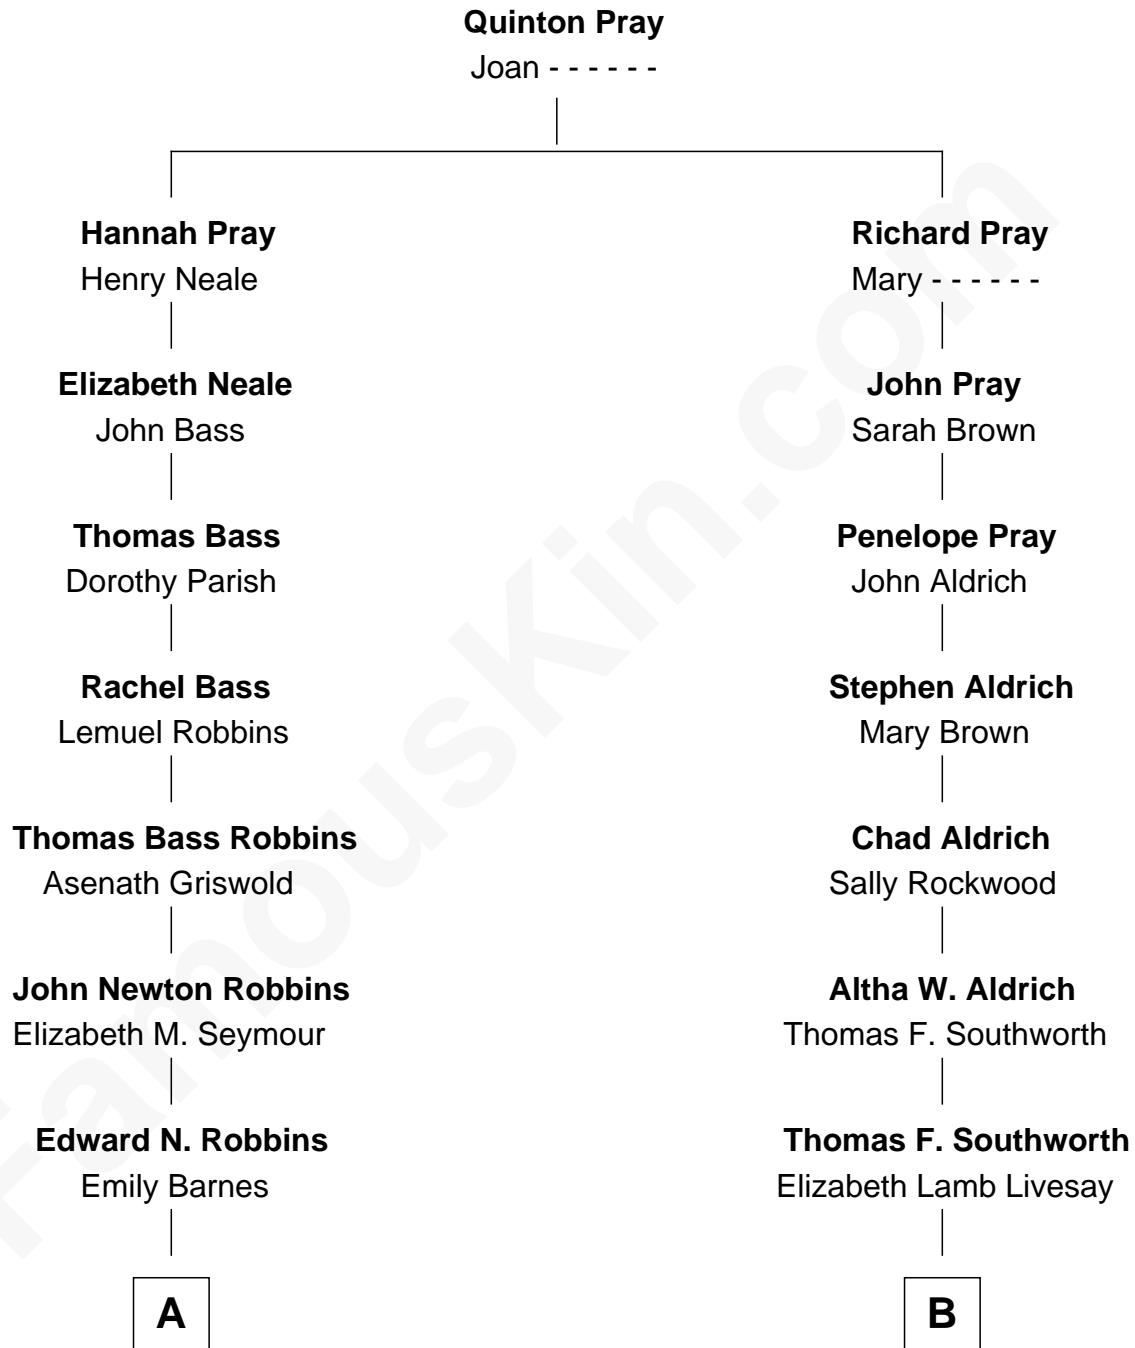 Quinton Pray
Joan - - - - - -
Hannah Pray
Henry Neale
Richard Pray
Mary - - - - - -
Elizabeth Neale
John Bass
John Pray
Sarah Brown
Thomas Bass
Dorothy Parish
Penelope Pray
John Aldrich
Rachel Bass
Lemuel Robbins
Stephen Aldrich
Mary Brown
Thomas Bass Robbins
Asenath Griswold
Chad Aldrich
Sally Rockwood
John Newton Robbins
Elizabeth M. Seymour
Altha W. Aldrich
Thomas F. Southworth
Edward N. Robbins
Emily Barnes
Thomas F. Southworth
Elizabeth Lamb Livesay
A
B
FamousKin.com